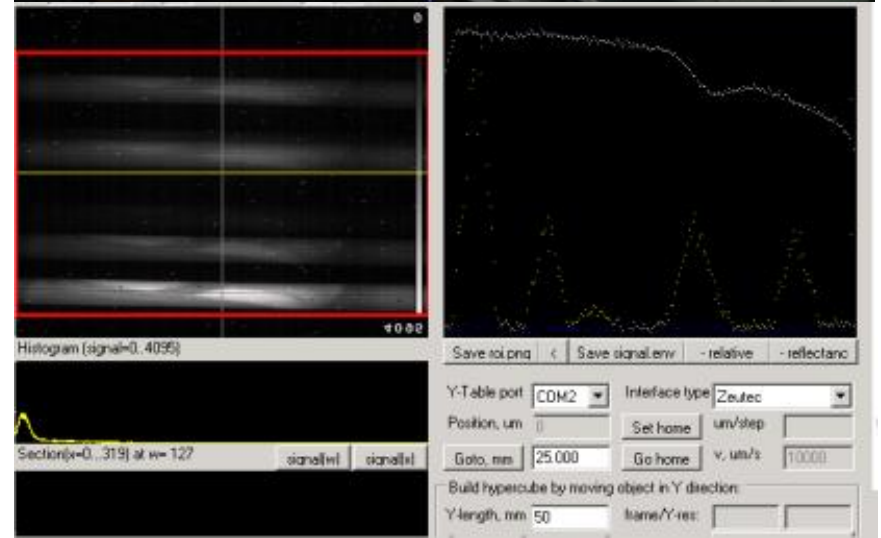 0
4082
Histogram (signal=0..4095)
Save roi.png < Save signal.env - relative - reflectanc
Y-Table port COM2 Interface type Zeutec
Position, um 0 Set home um/step
Section(x=0...319) at w= 127 signal(w) signal(x)
Goto, mm 25.000 Go home v, um/s 10000
Build hypercube by moving object in Y direction:
Y-length, mm 50 frame/Y-res: